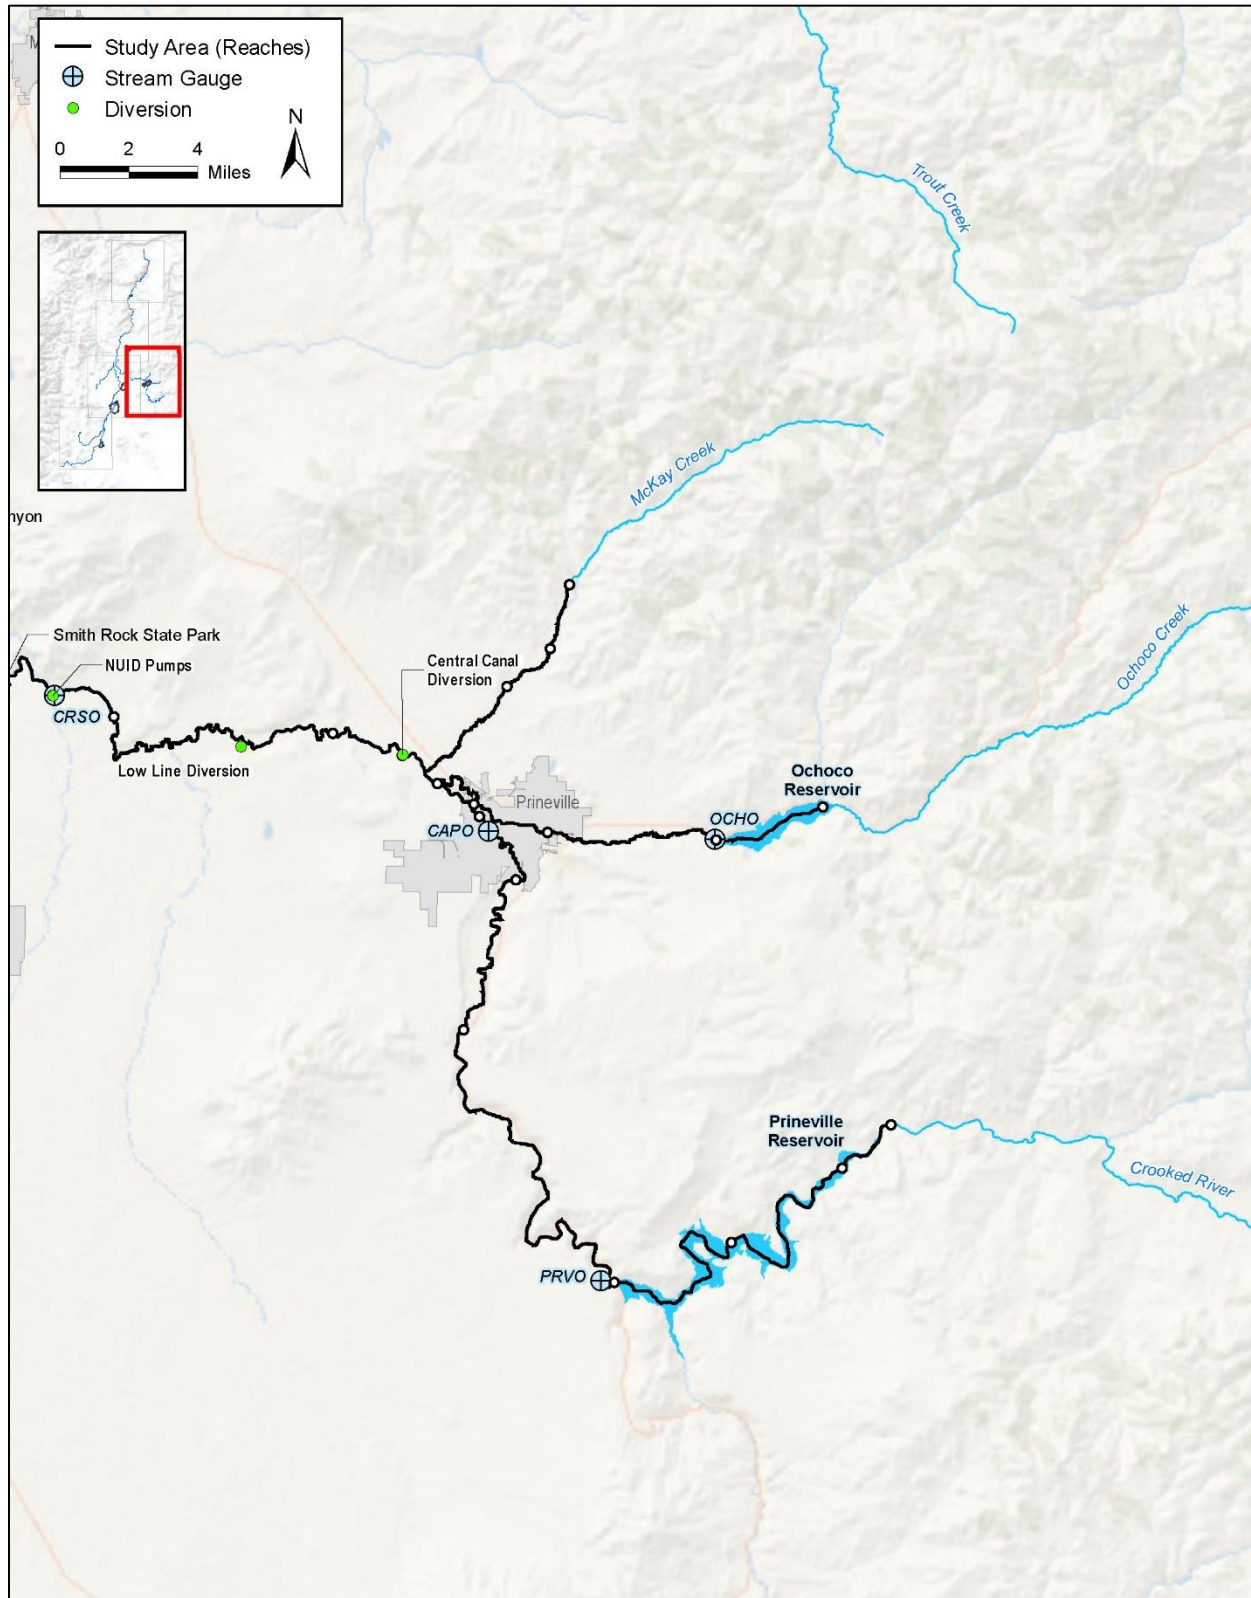 Study Area (Reaches)
Stream Gauge
Diversion
0 2 4
Miles
N
Trout Creek
McKay Creek
nyon
Smith Rock State Park
NUID Pumps
CRSO
Central Canal
Diversion
Ochoco Creek
Low Line Diversion
Ochoco
Reservoir
Prineville
CAPO
OCHO
Prineville
Reservoir
Crooked River
PRVO